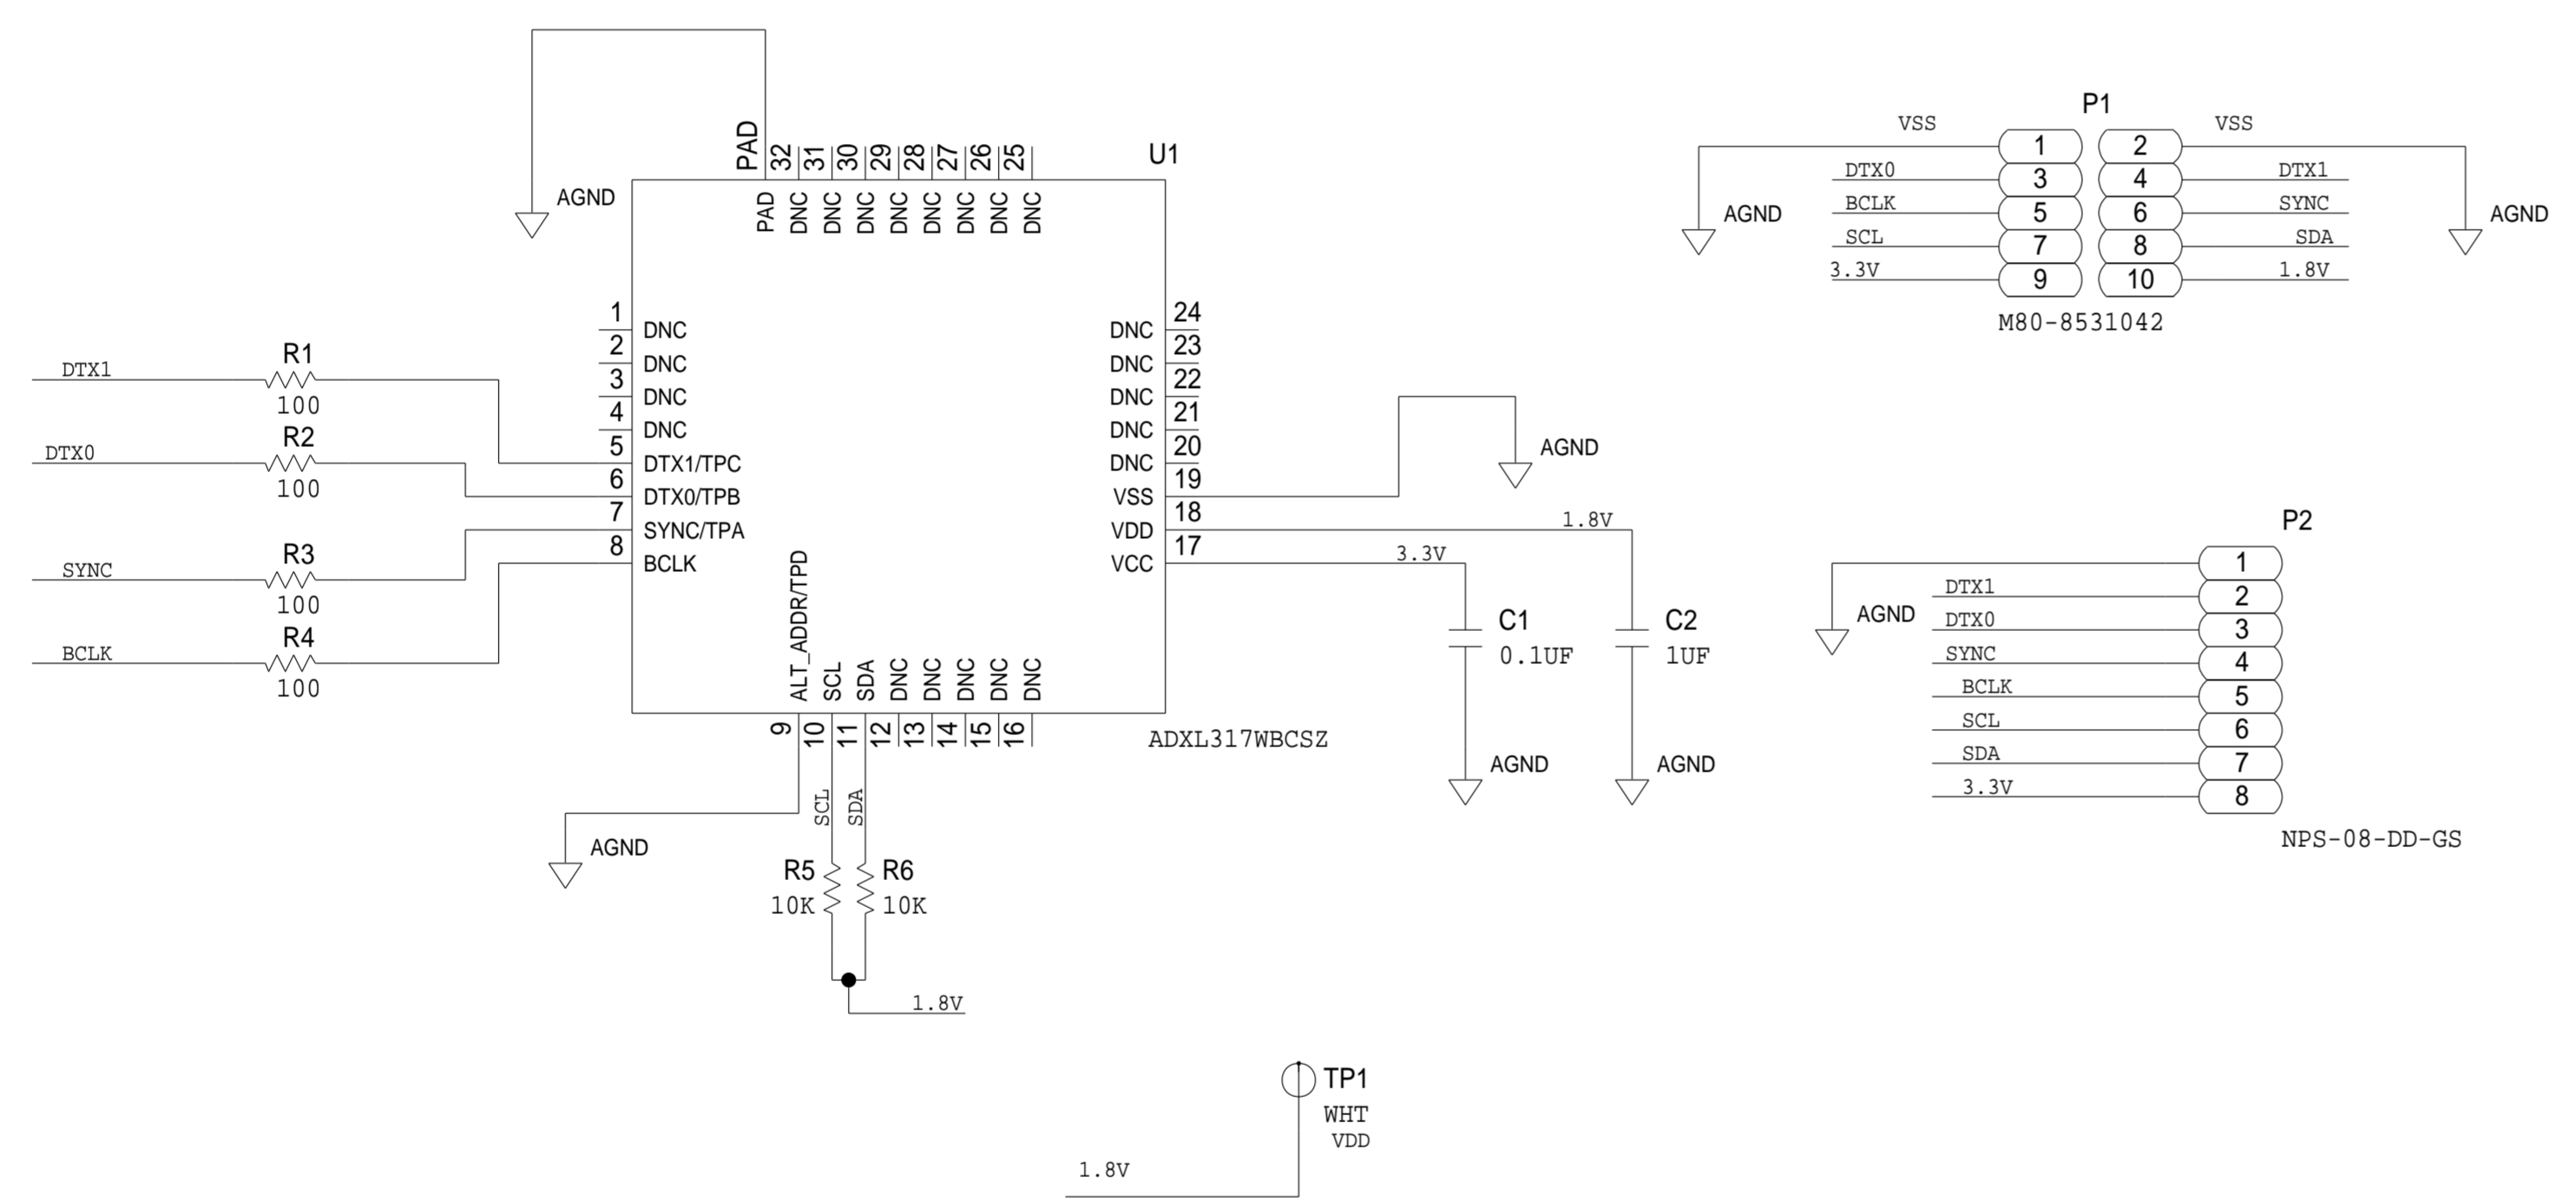 PAD
32
31
30
29
28
27
26
25
U1
AGND
PAD
DNC
DNC
DNC
DNC
DNC
DNC
DNC
DNC
1
DNC
2
DNC
3
DNC
4
DNC
5
DTX1/TPC
6
DTX0/TPB
7
SYNC/TPA
8
BCLK
24
DNC
23
DNC
22
DNC
21
DNC
20
DNC
19
VSS
18
VDD
17
VCC
ALT_ADDR/TPD
SCL
SDA
DNC
DNC
DNC
DNC
DNC
9
10
11
12
13
14
15
16
ADXL317WBCSZ
DTX1
R1
100
DTX0
R2
100
SYNC
R3
100
BCLK
R4
100
AGND
SCL
SDA
R5
10K
R6
10K
1.8V
AGND
1.8V
3.3V
C1
0.1UF
C2
1UF
AGND
AGND
TP1
WHT
VDD
1.8V
P1
VSS
1
2
VSS
DTX0
3
4
DTX1
BCLK
5
6
SYNC
SCL
7
8
SDA
3.3V
9
10
1.8V
AGND
AGND
M80-8531042
P2
1
DTX1
2
AGND
DTX0
3
SYNC
4
BCLK
5
SCL
6
SDA
7
3.3V
8
NPS-08-DD-GS